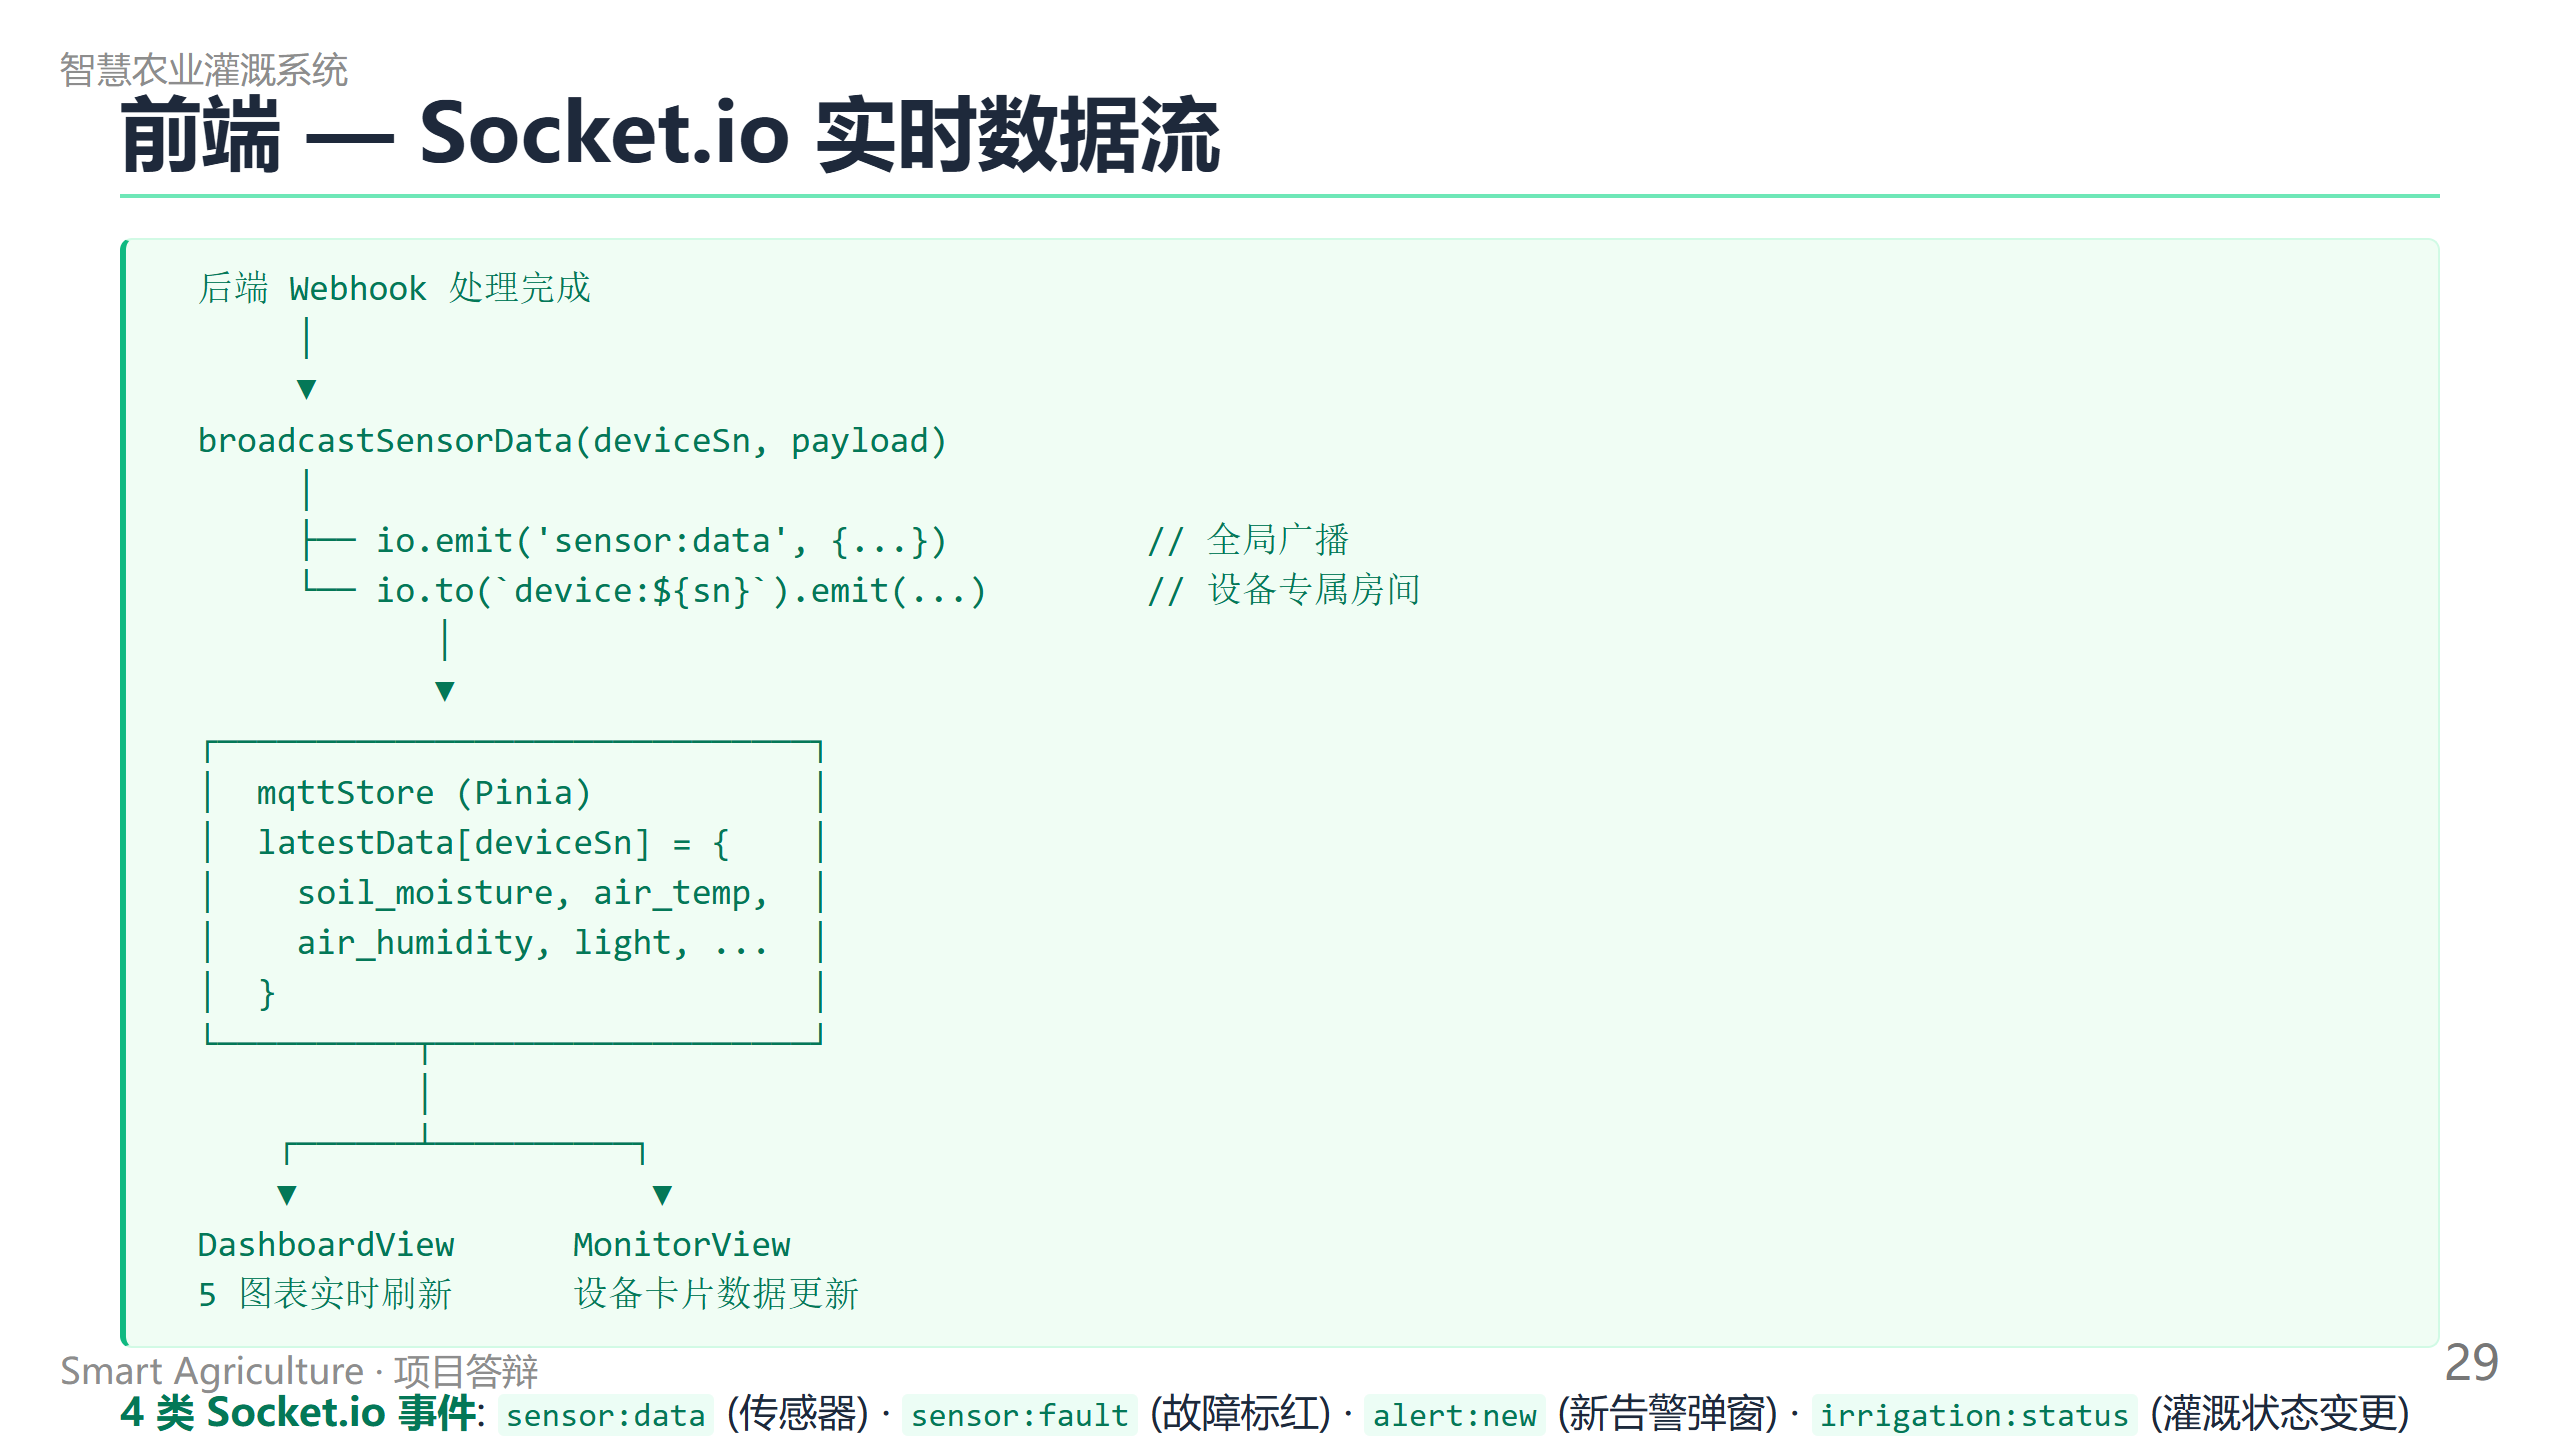 智慧农业灌溉系统
前端 — Socket.io 实时数据流
后端 Webhook 处理完成
│
▼
broadcastSensorData(deviceSn, payload)
│
├── io.emit('sensor:data', {...})          // 全局广播
└── io.to(`device:${sn}`).emit(...)        // 设备专属房间
│
▼
┌──────────────────────────────┐
│  mqttStore (Pinia)           │
│  latestData[deviceSn] = {    │
│    soil_moisture, air_temp,  │
│    air_humidity, light, ...  │
│  }                           │
└──────────┬───────────────────┘
│
┌──────┴──────────┐
▼                  ▼
DashboardView      MonitorView
5 图表实时刷新      设备卡片数据更新
Smart Agriculture · 项目答辩
29
4 类 Socket.io 事件: sensor:data (传感器) · sensor:fault (故障标红) · alert:new (新告警弹窗) · irrigation:status (灌溉状态变更)